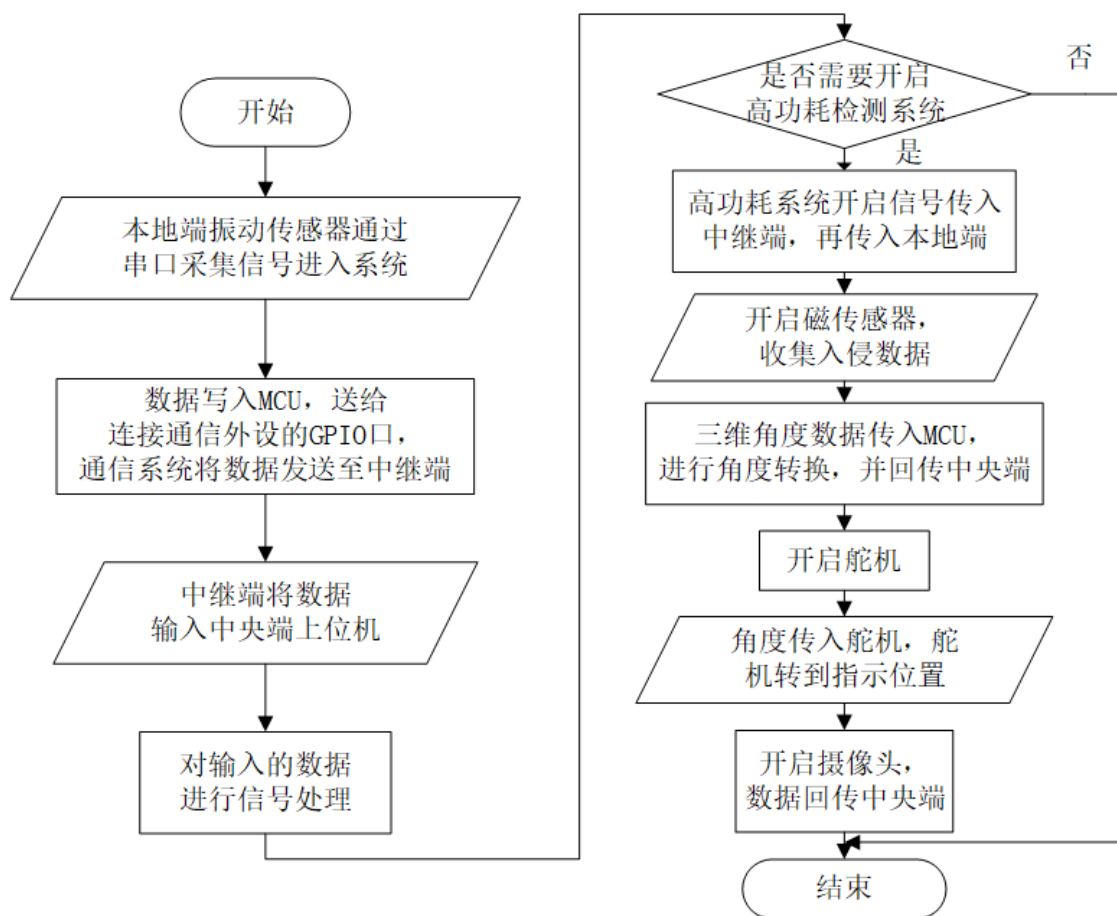 开始
本地端振动传感器通过
串口采集信号进入系统
数据写入MCU，送给
连接通信外设的GPIO口，
通信系统将数据发送至中继端
中继端将数据
输入中央端上位机
对输入的数据
进行信号处理
是否需要开启
高功耗检测系统
否
是
高功耗系统开启信号传入
中继端，再传入本地端
开启磁传感器，
收集入侵数据
三维角度数据传入MCU，
进行角度转换，并回传中央端
开启舵机
角度传入舵机，舵
机转到指示位置
开启摄像头，
数据回传中央端
结束